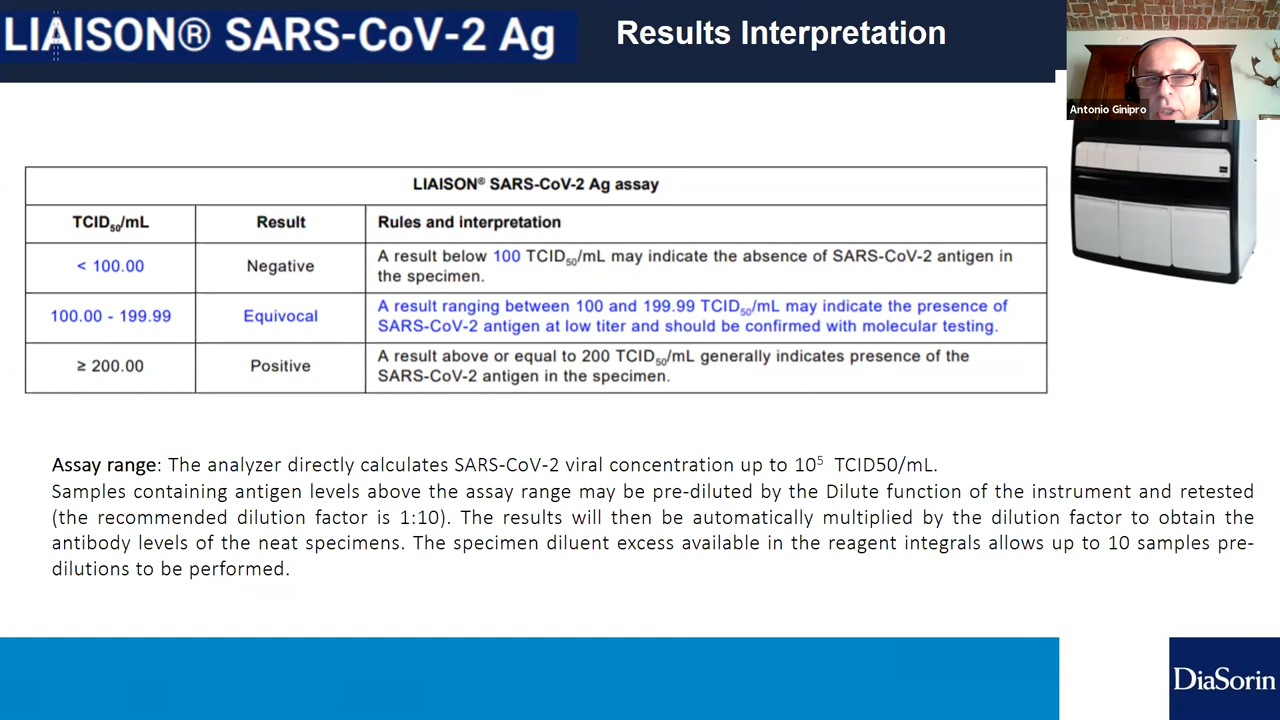 LIAISON® SARS-CoV-2 Ag
Results Interpretation
Antonio Ginipro
LIAISON® SARS-CoV-2 Ag assay
TCID50/mL
Result
Rules and interpretation
< 100.00
Negative
A result below 100 TCID50/mL may indicate the absence of SARS-CoV-2 antigen in
the specimen.
100.00 - 199.99
Equivocal
A result ranging between 100 and 199.99 TCID50/mL may indicate the presence of
SARS-CoV-2 antigen at low titer and should be confirmed with molecular testing.
≥ 200.00
Positive
A result above or equal to 200 TCID50/mL generally indicates presence of the
SARS-CoV-2 antigen in the specimen.
Assay range: The analyzer directly calculates SARS-CoV-2 viral concentration up to 10⁵ TCID50/mL.
Samples containing antigen levels above the assay range may be pre-diluted by the Dilute function of the instrument and retested
(the recommended dilution factor is 1:10). The results will then be automatically multiplied by the dilution factor to obtain the
antibody levels of the neat specimens. The specimen diluent excess available in the reagent integrals allows up to 10 samples pre-
dilutions to be performed.
DiaSorin